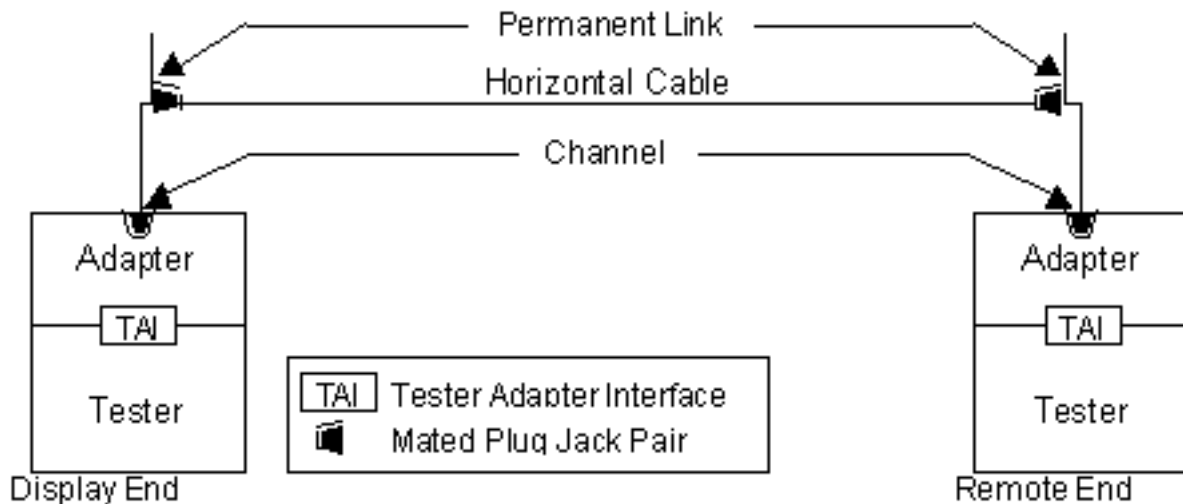 Permanent Link
Horizontal Cable
Channel
Adapter
Adapter
TAI
TAI
Tester
Tester
TAI Tester Adapter Interface
Mated Plug Jack Pair
Display End
Remote End